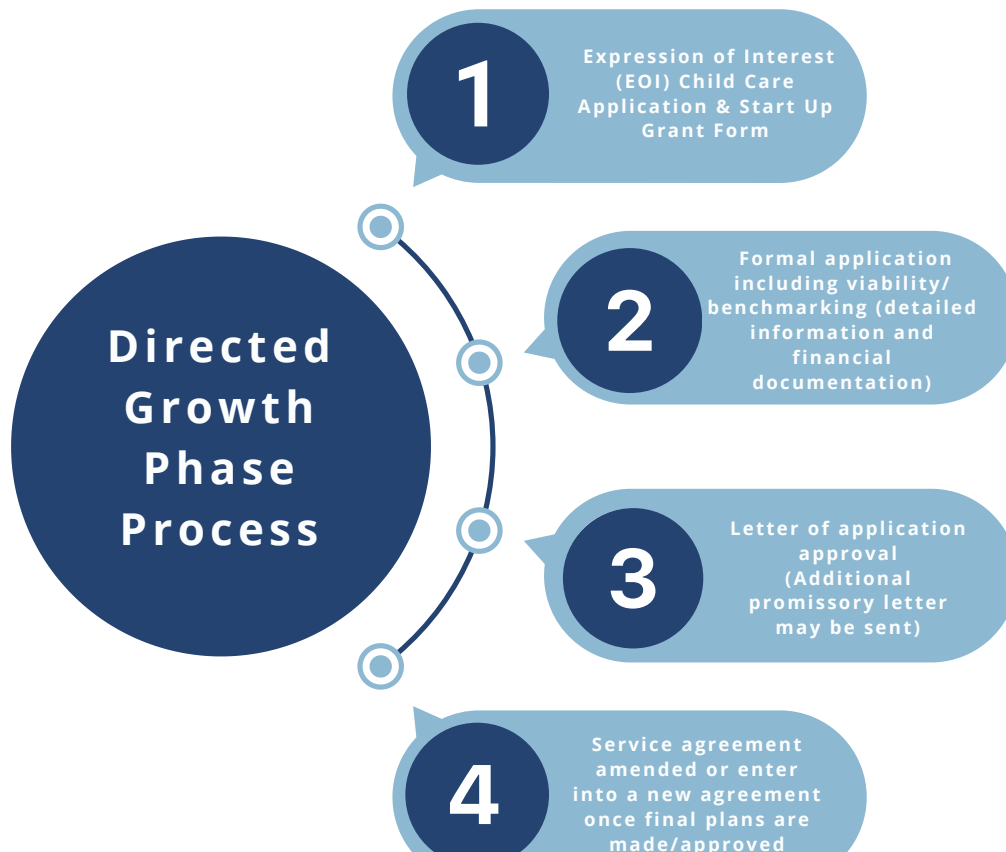 Directed
Growth
Phase
Process
1
Expression of Interest
(EOI) Child Care
Application & Start Up
Grant Form
2
Formal application
including viability/
benchmarking (detailed
information and
financial
documentation)
3
Letter of application
approval
(Additional
promissory letter
may be sent)
4
Service agreement
amended or enter
into a new agreement
once final plans are
made/approved